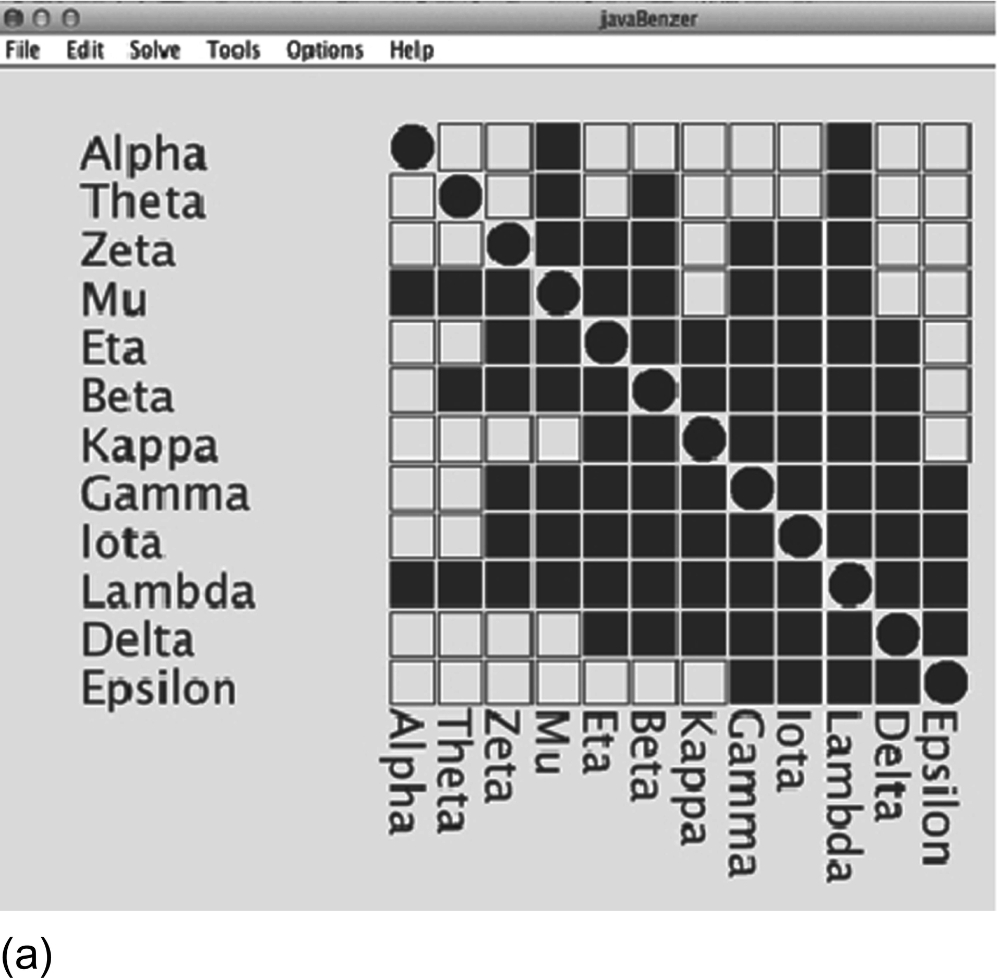 javaBenzer
File Edit Solve Tools Options Help
Alpha
Theta
Zeta
Mu
Eta
Beta
Kappa
Gamma
Iota
Lambda
Delta
Epsilon
Alpha Theta Zeta Mu Eta Beta Kappa Gamma Iota Lambda Delta Epsilon
(a)